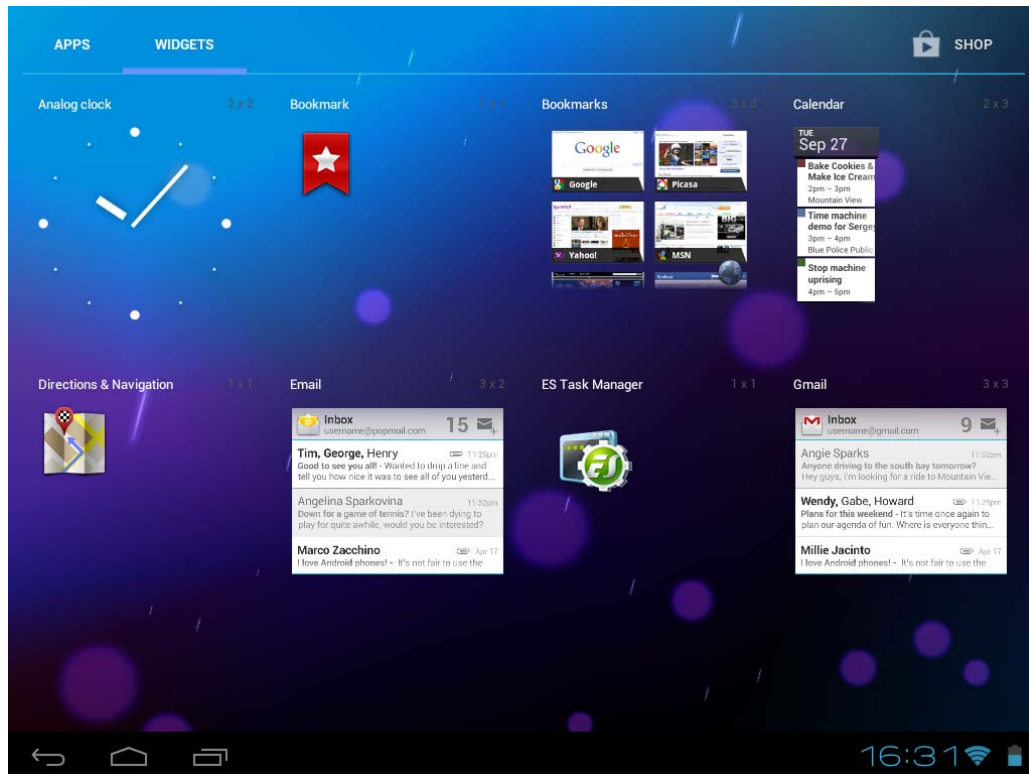 APPS WIDGETS SHOP
Analog clock 2 x 2
Bookmark
Bookmarks 3 x 3
Google
Google
Picasa
Yahoo!
MSN
Calendar 2 x 3
TUE
Sep 27
Bake Cookies &
Make Ice Cream
2pm – 3pm
Mountain View
Time machine
demo for Sergey
3pm – 4pm
Blue Police Public
Stop machine
uprising
4pm – 5pm
Directions & Navigation 1 x 1
Email 3 x 2
Inbox
username@popmail.com 15
Tim, George, Henry 11:29pm
Good to see you all! - Wanted to drop a line and
tell you how nice it was to see all of you yesterd...
Angelina Sparkovina 11:32pm
Down for a game of tennis? I've been dying to
play for quite awhile, would you be interested?
Marco Zacchino Apr 17
I love Android phones! - It's not fair to use the
ES Task Manager 1 x 1
Gmail 3 x 3
Inbox
username@gmail.com 9
Angie Sparks 11:32pm
Anyone driving to the south bay tomorrow?
Hey guys, i'm looking for a ride to Mountain Vie...
Wendy, Gabe, Howard 11:29pm
Plans for this weekend - It's time once again to
plan our agenda of fun. Where is everyone thin...
Millie Jacinto Apr 17
I love Android phones! - It's not fair to use the
16:31